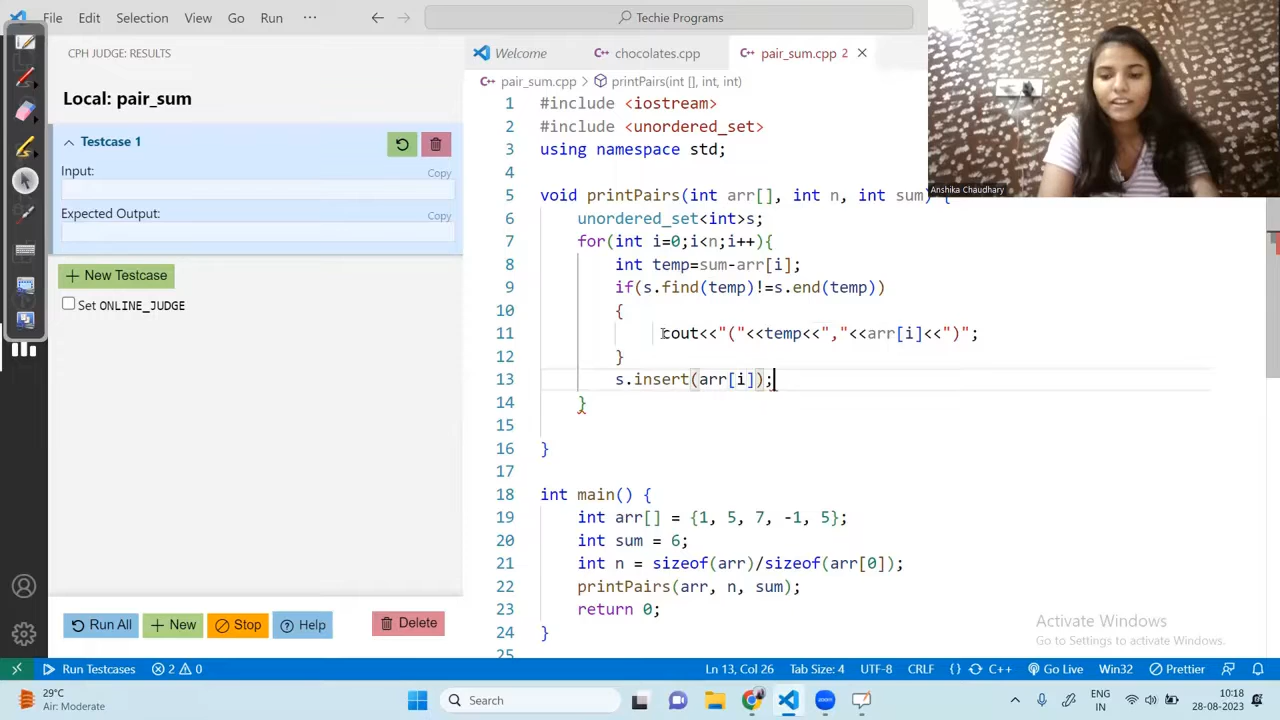 File Edit Selection View Go Run ··· Techie Programs
CPH JUDGE: RESULTS
Local: pair_sum
Testcase 1
Input:
Copy
Expected Output:
Copy
New Testcase
Set ONLINE_JUDGE
Run All New Stop Help Delete
Welcome chocolates.cpp pair_sum.cpp 2
pair_sum.cpp > printPairs(int [], int, int)
1 #include <iostream>
2 #include <unordered_set>
3 using namespace std;
4
5 void printPairs(int arr[], int n, int sum) {
6 unordered_set<int>s;
7 for(int i=0;i<n;i++){
8 int temp=sum-arr[i];
9 if(s.find(temp)!=s.end(temp))
10 {
11 cout<<"("<<temp<<","<<arr[i]<<")";
12 }
13 s.insert(arr[i]);
14 }
15
16 }
17
18 int main() {
19 int arr[] = {1, 5, 7, -1, 5};
20 int sum = 6;
21 int n = sizeof(arr)/sizeof(arr[0]);
22 printPairs(arr, n, sum);
23 return 0;
24 }
25
Anshika Chaudhary
Activate Windows
Go to Settings to activate Windows.
Run Testcases 2 0 Ln 13, Col 26 Tab Size: 4 UTF-8 CRLF {} C++ Go Live Win32 Prettier
29°C
Air: Moderate
Search
zoom
ENG
IN
10:18
28-08-2023